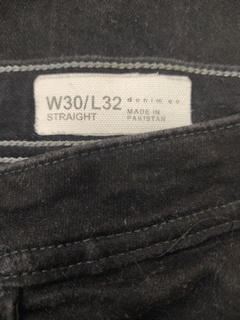 W30/L32 denim co
STRAIGHT MADE IN
PAKISTAN